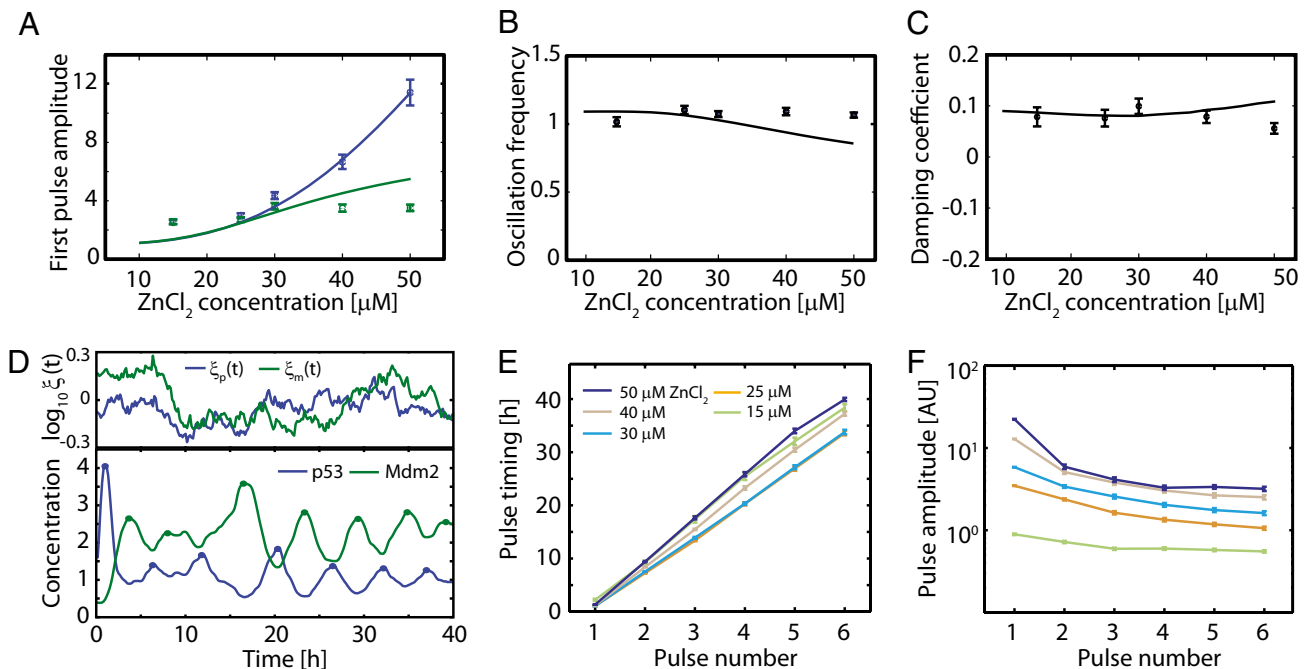 A
First pulse amplitude
12
8
4
0
10 20 30 40 50
ZnCl2 concentration [μM]
B
Oscillation frequency
1.5
1
0.5
10 20 30 40 50
ZnCl2 concentration [μM]
C
Damping coefficient
0.2
0.1
0
-0.1
-0.2
10 20 30 40 50
ZnCl2 concentration [μM]
D
log10 ξ(t)
0.3
0
-0.3
ξp(t) ξm(t)
Concentration
4
3
2
1
0
p53 Mdm2
0 10 20 30 40
Time [h]
E
Pulse timing [h]
40
30
20
10
0
50 μM ZnCl2 25 μM
40 μM 15 μM
30 μM
1 2 3 4 5 6
Pulse number
F
Pulse amplitude [AU]
10^2
10^1
10^0
1 2 3 4 5 6
Pulse number